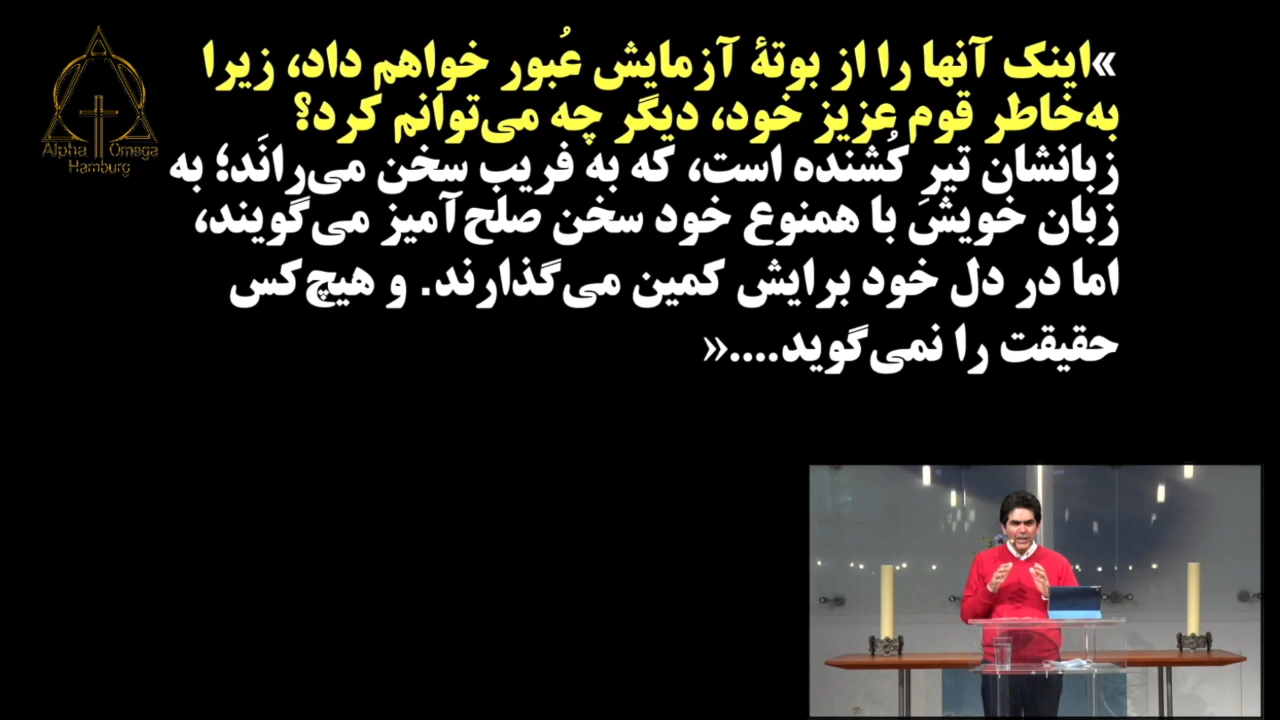 »اینک آنها را از بوتهٔ آزمایش عُبور خواهم داد، زیرا
به‌خاطر قوم عزیز خود، دیگر چه می‌توانم کرد؟
زبانشان تیرِ کُشنده است، که به فریب سخن می‌رانَد؛ به
زبان خویش با همنوع خود سخن صلح‌آمیز می‌گویند،
اما در دل خود برایش کمین می‌گذارند. و هیچ‌کس
حقیقت را نمی‌گوید....«
Alpha Omega
Hamburg